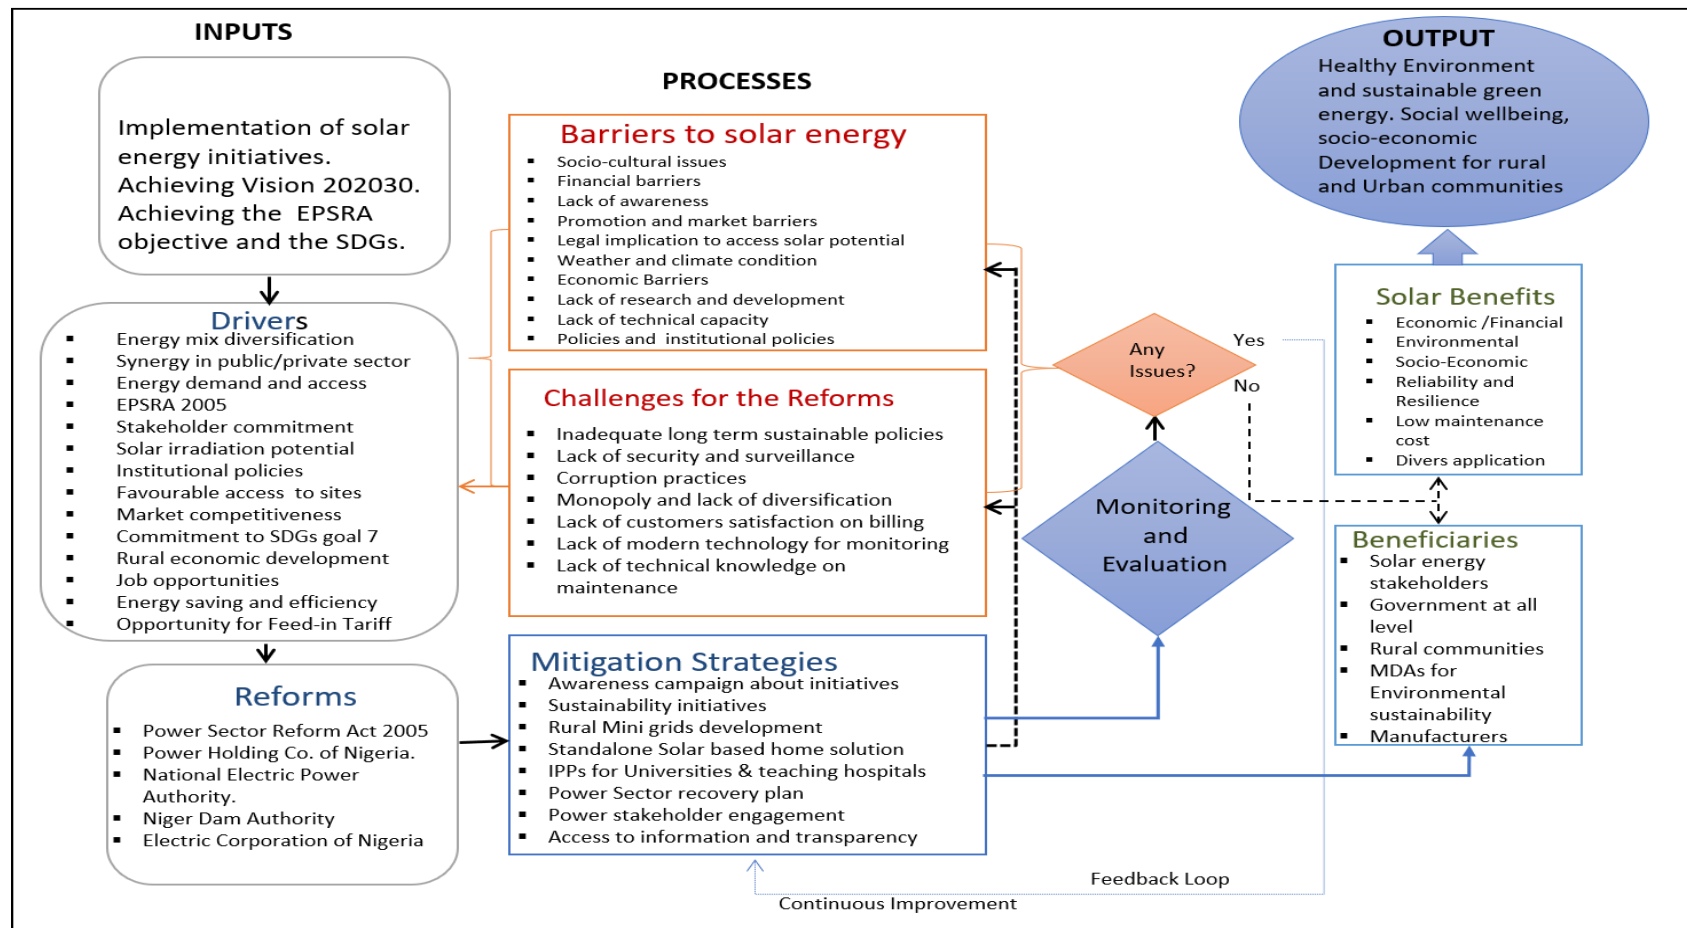 INPUTS
Implementation of solar
energy initiatives.
Achieving Vision 202030.
Achieving the EPSRA
objective and the SDGs.
Drivers
▪ Energy mix diversification
▪ Synergy in public/private sector
▪ Energy demand and access
▪ EPSRA 2005
▪ Stakeholder commitment
▪ Solar irradiation potential
▪ Institutional policies
▪ Favourable access to sites
▪ Market competitiveness
▪ Commitment to SDGs goal 7
▪ Rural economic development
▪ Job opportunities
▪ Energy saving and efficiency
▪ Opportunity for Feed-in Tariff
Reforms
▪ Power Sector Reform Act 2005
▪ Power Holding Co. of Nigeria.
▪ National Electric Power
Authority.
▪ Niger Dam Authority
▪ Electric Corporation of Nigeria
PROCESSES
Barriers to solar energy
▪ Socio-cultural issues
▪ Financial barriers
▪ Lack of awareness
▪ Promotion and market barriers
▪ Legal implication to access solar potential
▪ Weather and climate condition
▪ Economic Barriers
▪ Lack of research and development
▪ Lack of technical capacity
▪ Policies and institutional policies
Challenges for the Reforms
▪ Inadequate long term sustainable policies
▪ Lack of security and surveillance
▪ Corruption practices
▪ Monopoly and lack of diversification
▪ Lack of customers satisfaction on billing
▪ Lack of modern technology for monitoring
▪ Lack of technical knowledge on
maintenance
Mitigation Strategies
▪ Awareness campaign about initiatives
▪ Sustainability initiatives
▪ Rural Mini grids development
▪ Standalone Solar based home solution
▪ IPPs for Universities & teaching hospitals
▪ Power Sector recovery plan
▪ Power stakeholder engagement
▪ Access to information and transparency
Any
Issues?
Yes
No
Monitoring
and
Evaluation
Feedback Loop
Continuous Improvement
OUTPUT
Healthy Environment
and sustainable green
energy. Social wellbeing,
socio-economic
Development for rural
and Urban communities
Solar Benefits
▪ Economic /Financial
▪ Environmental
▪ Socio-Economic
▪ Reliability and
Resilience
▪ Low maintenance
cost
▪ Divers application
Beneficiaries
▪ Solar energy
stakeholders
▪ Government at all
level
▪ Rural communities
▪ MDAs for
Environmental
sustainability
▪ Manufacturers